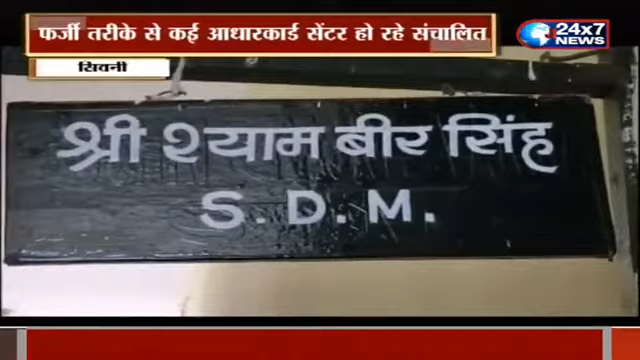 फर्जी तरीके से कई आधारकार्ड सेंटर हो रहे संचालित
24x7
NEWS
सिवनी
श्री श्याम बीर सिंह
S.D.M.